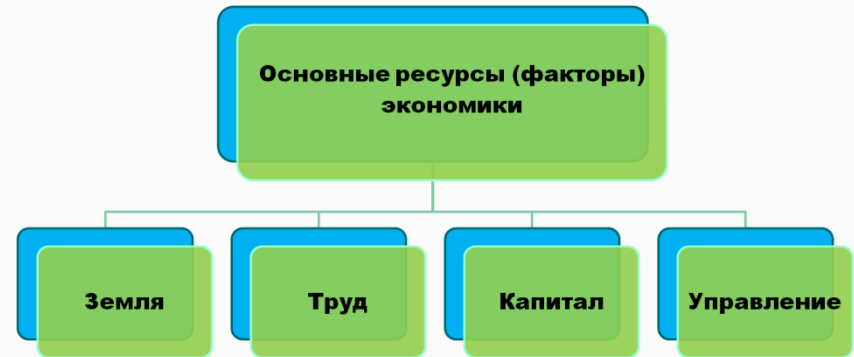 Основные ресурсы (факторы)
экономики
Земля
Труд
Капитал
Управление